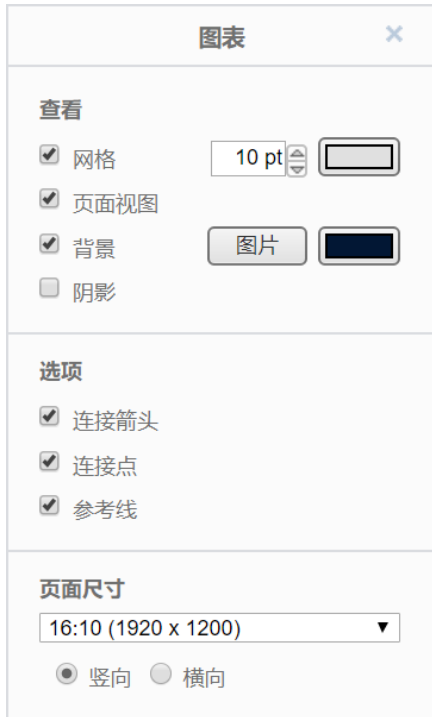 图表
查看
网格 10 pt
页面视图
背景 图片
阴影
选项
连接箭头
连接点
参考线
页面尺寸
16:10 (1920 x 1200)
竖向 横向